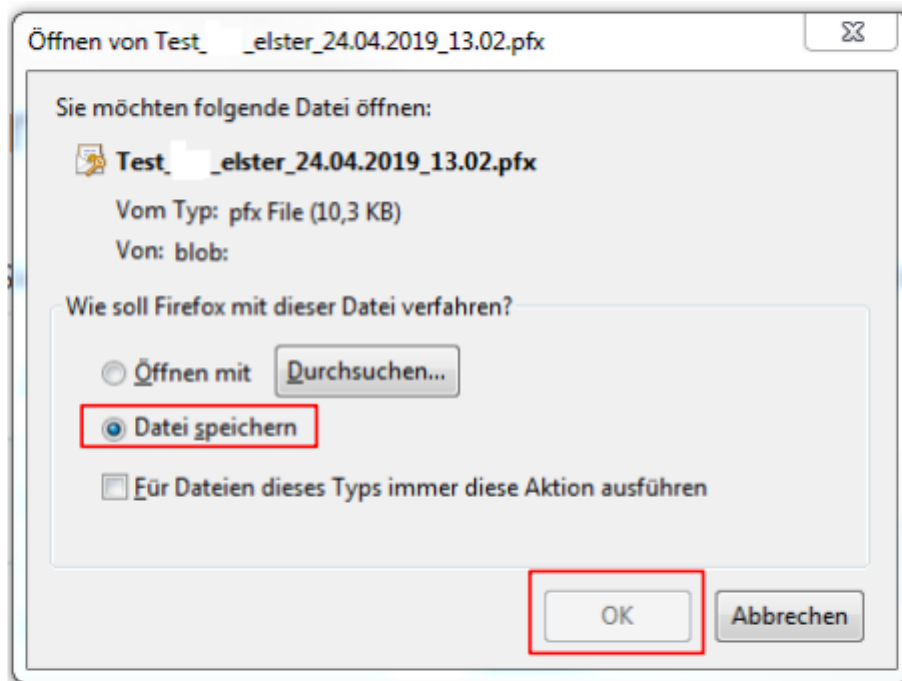 Öffnen von Test_ _elster_24.04.2019_13.02.pfx
Sie möchten folgende Datei öffnen:
Test_ _elster_24.04.2019_13.02.pfx
Vom Typ: pfx File (10,3 KB)
Von: blob:
Wie soll Firefox mit dieser Datei verfahren?
Öffnen mit Durchsuchen...
Datei speichern
Für Dateien dieses Typs immer diese Aktion ausführen
OK Abbrechen